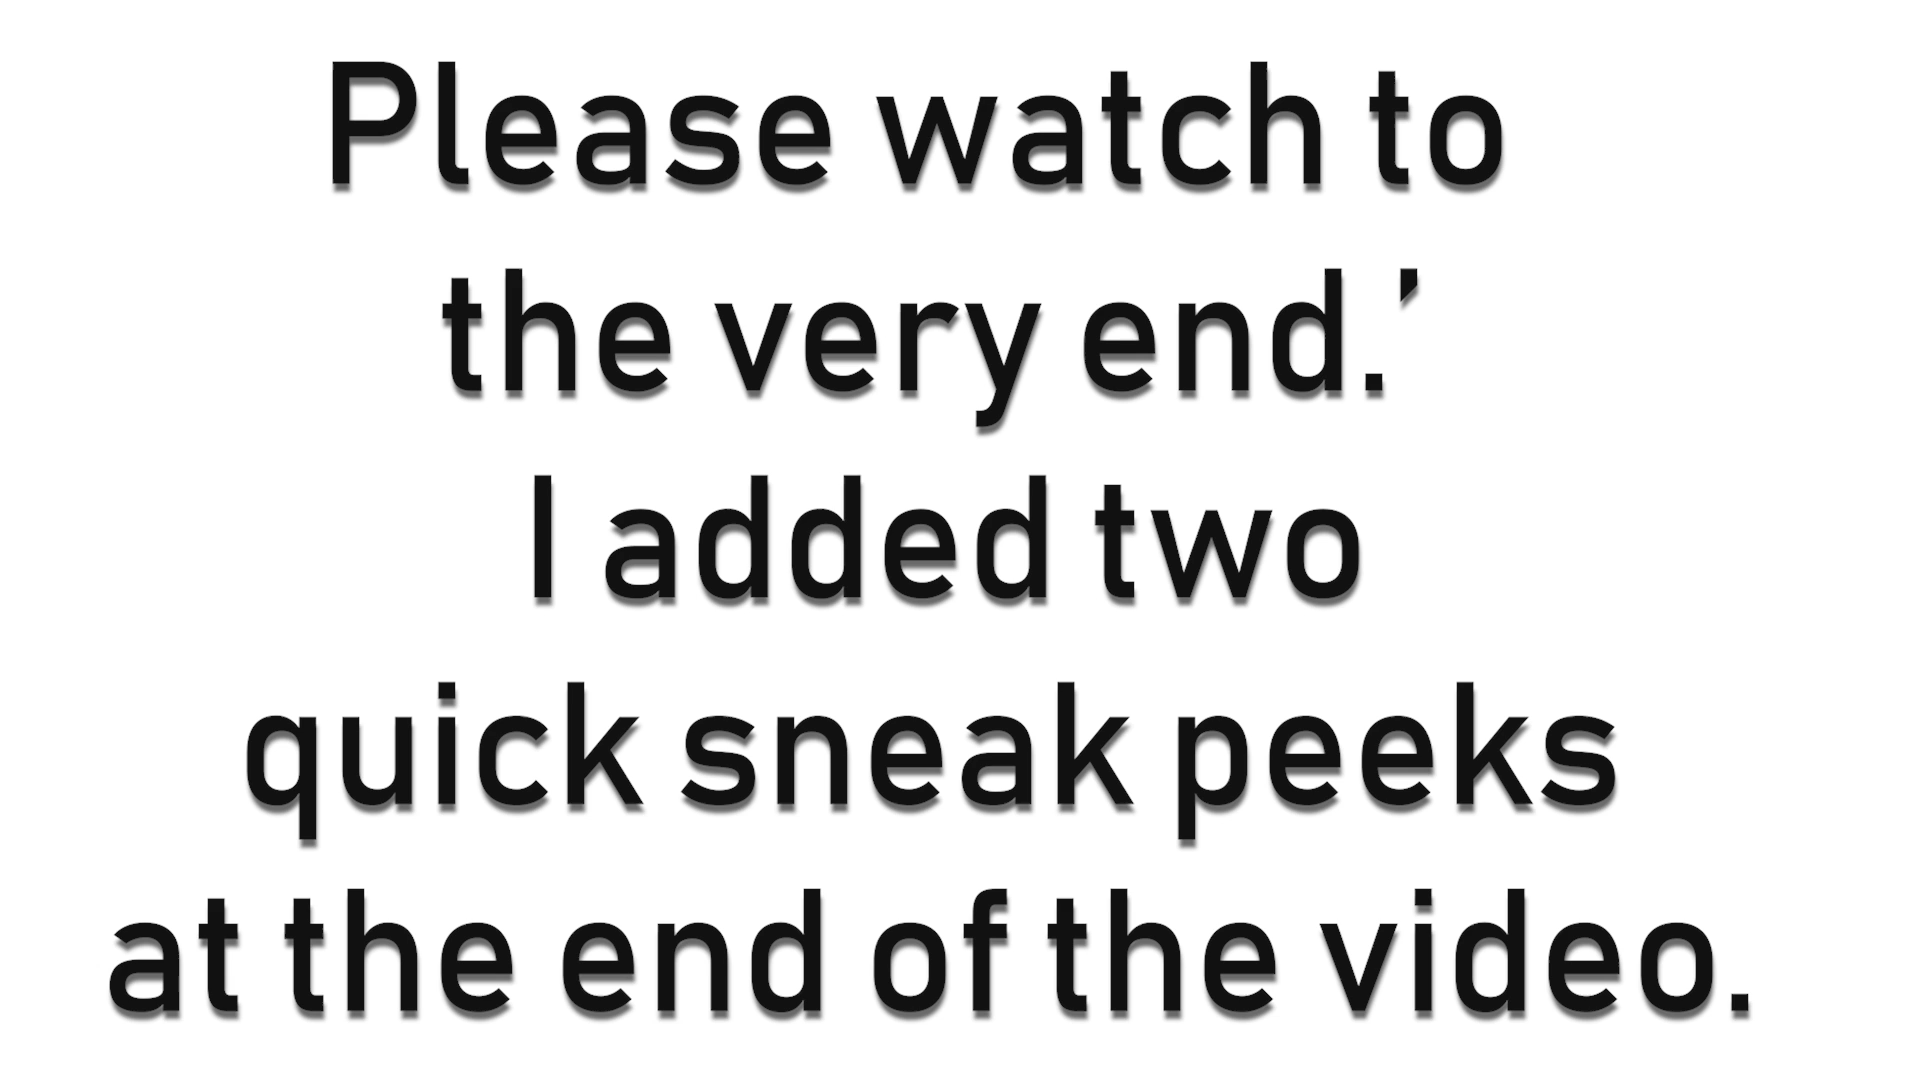 Please watch to
the very end.’
I added two
quick sneak peeks
at the end of the video.